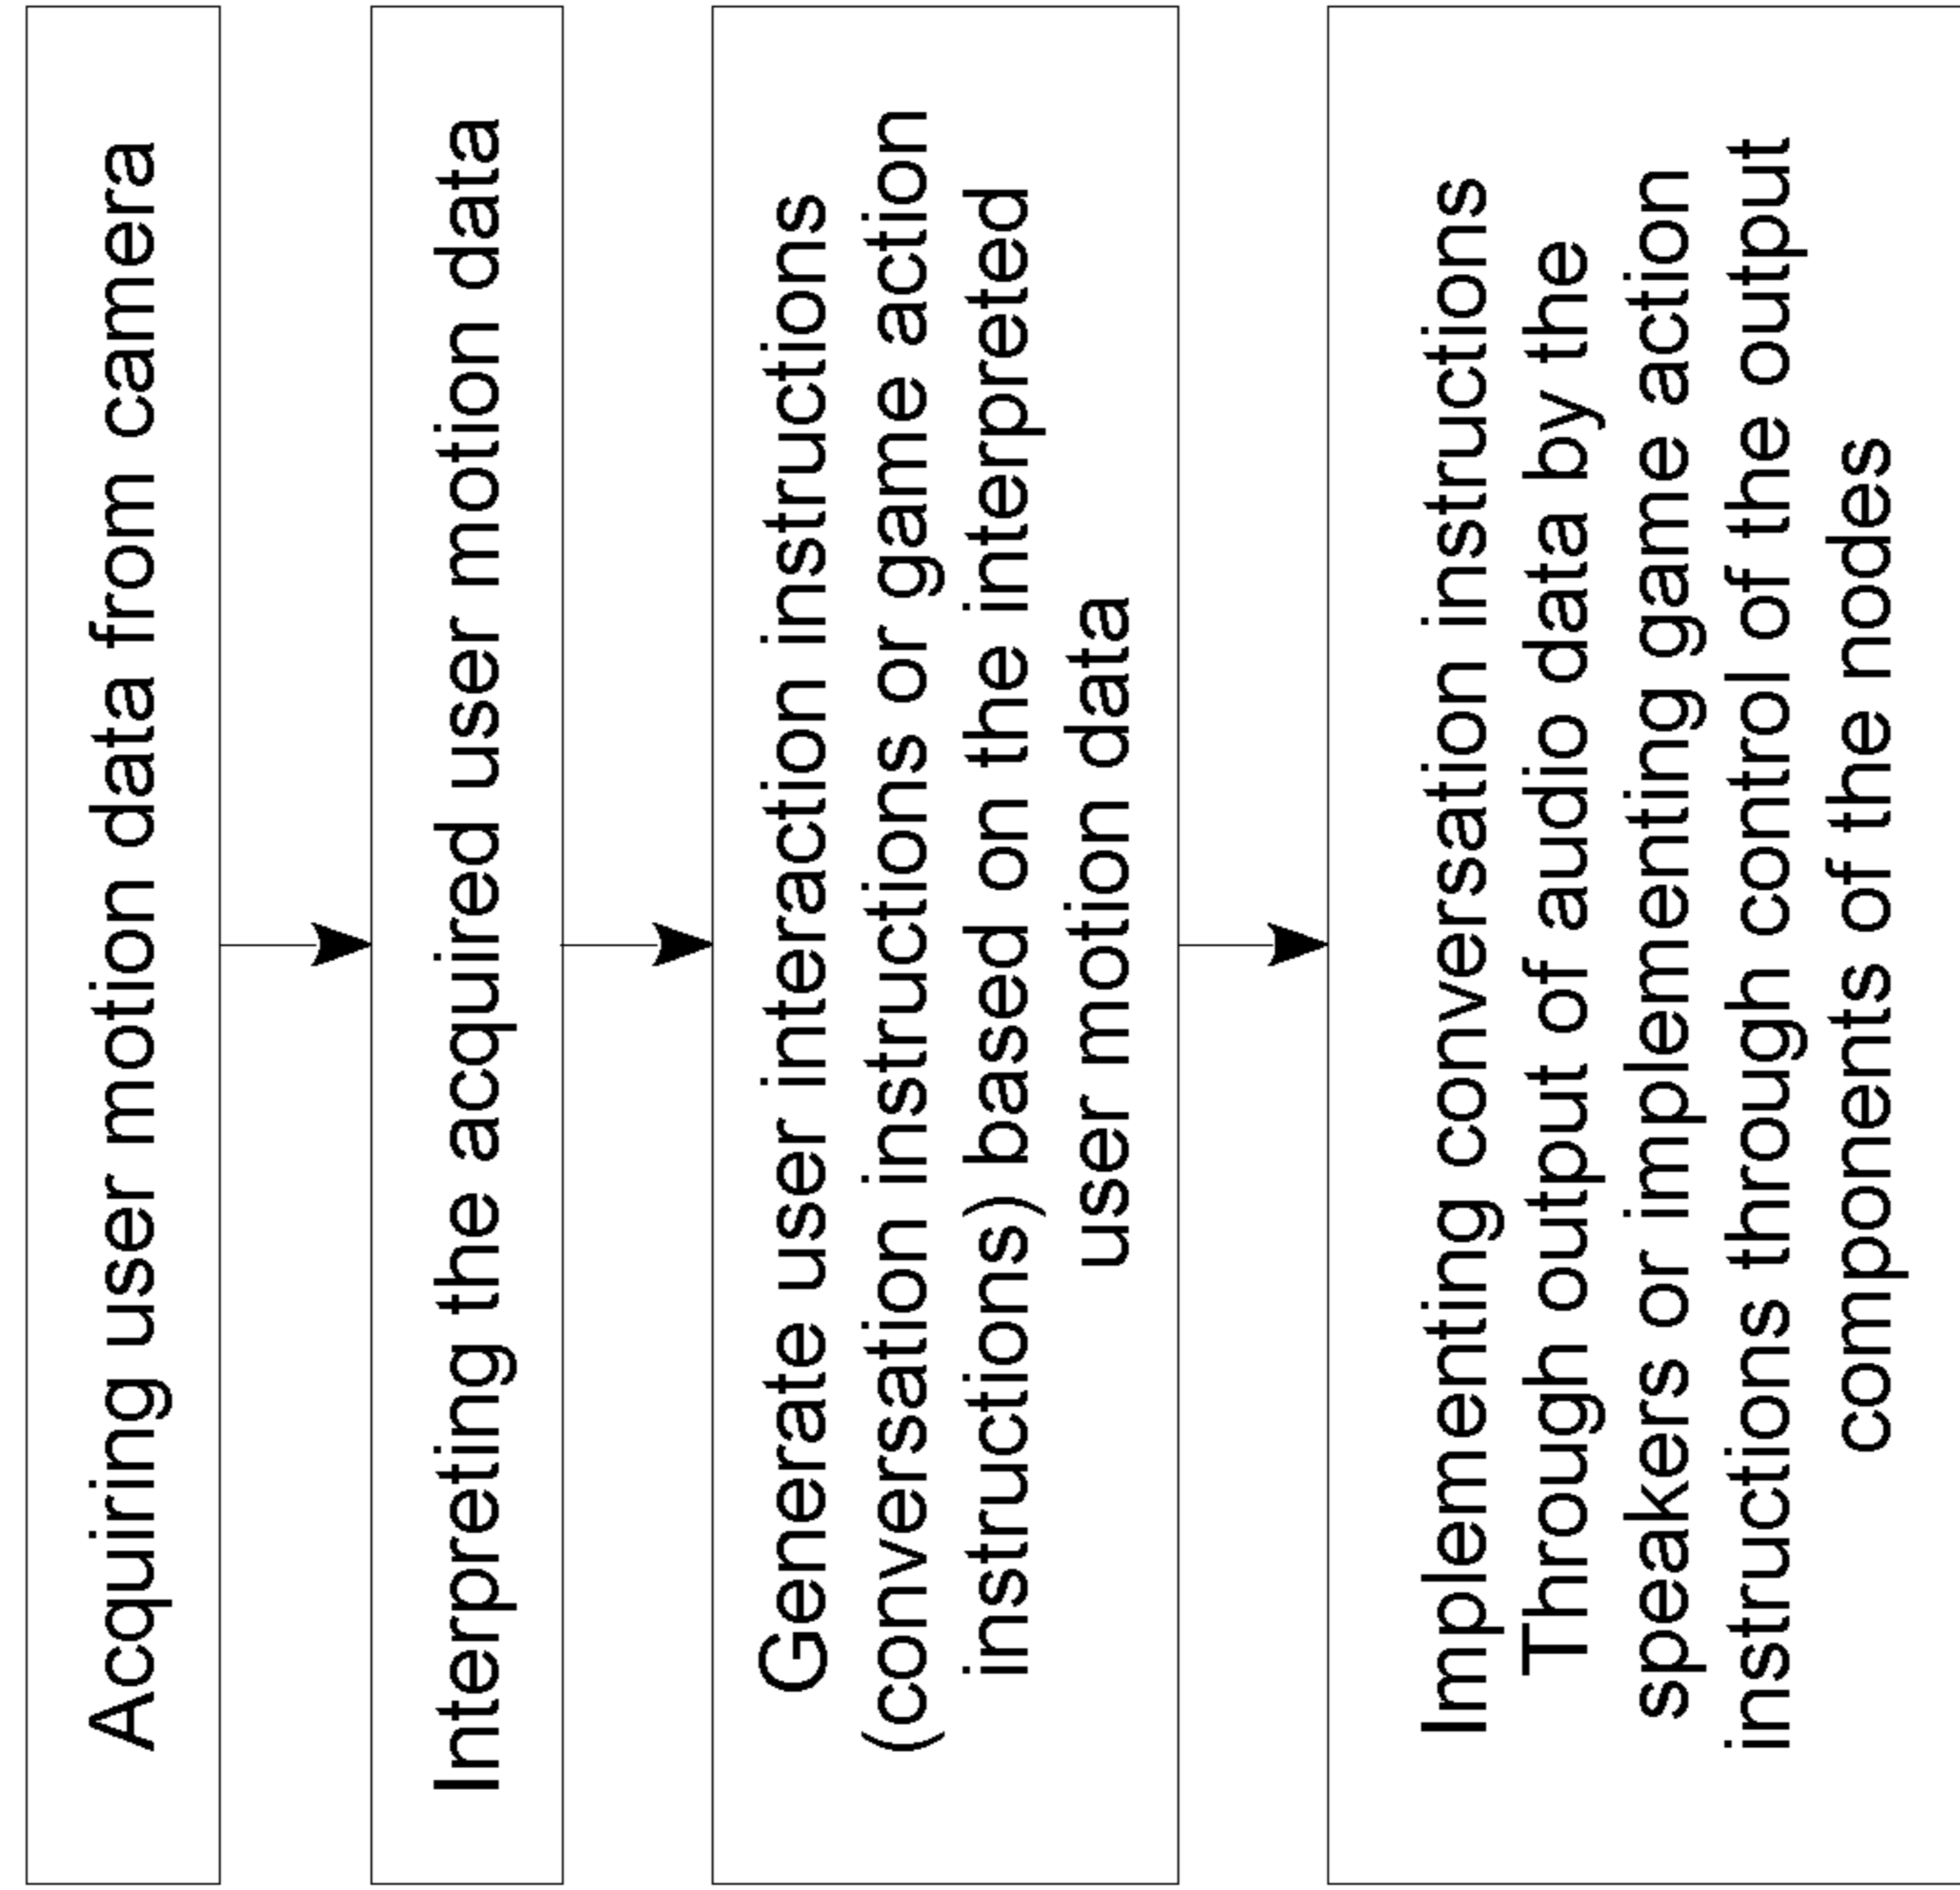 Acquiring user motion data from camera
Interpreting the acquired user motion data
Generate user interaction instructions
(conversation instructions or game action
instructions) based on the interpreted
user motion data
Implementing conversation instructions
Through output of audio data by the
speakers or implementing game action
instructions through control of the output
components of the nodes